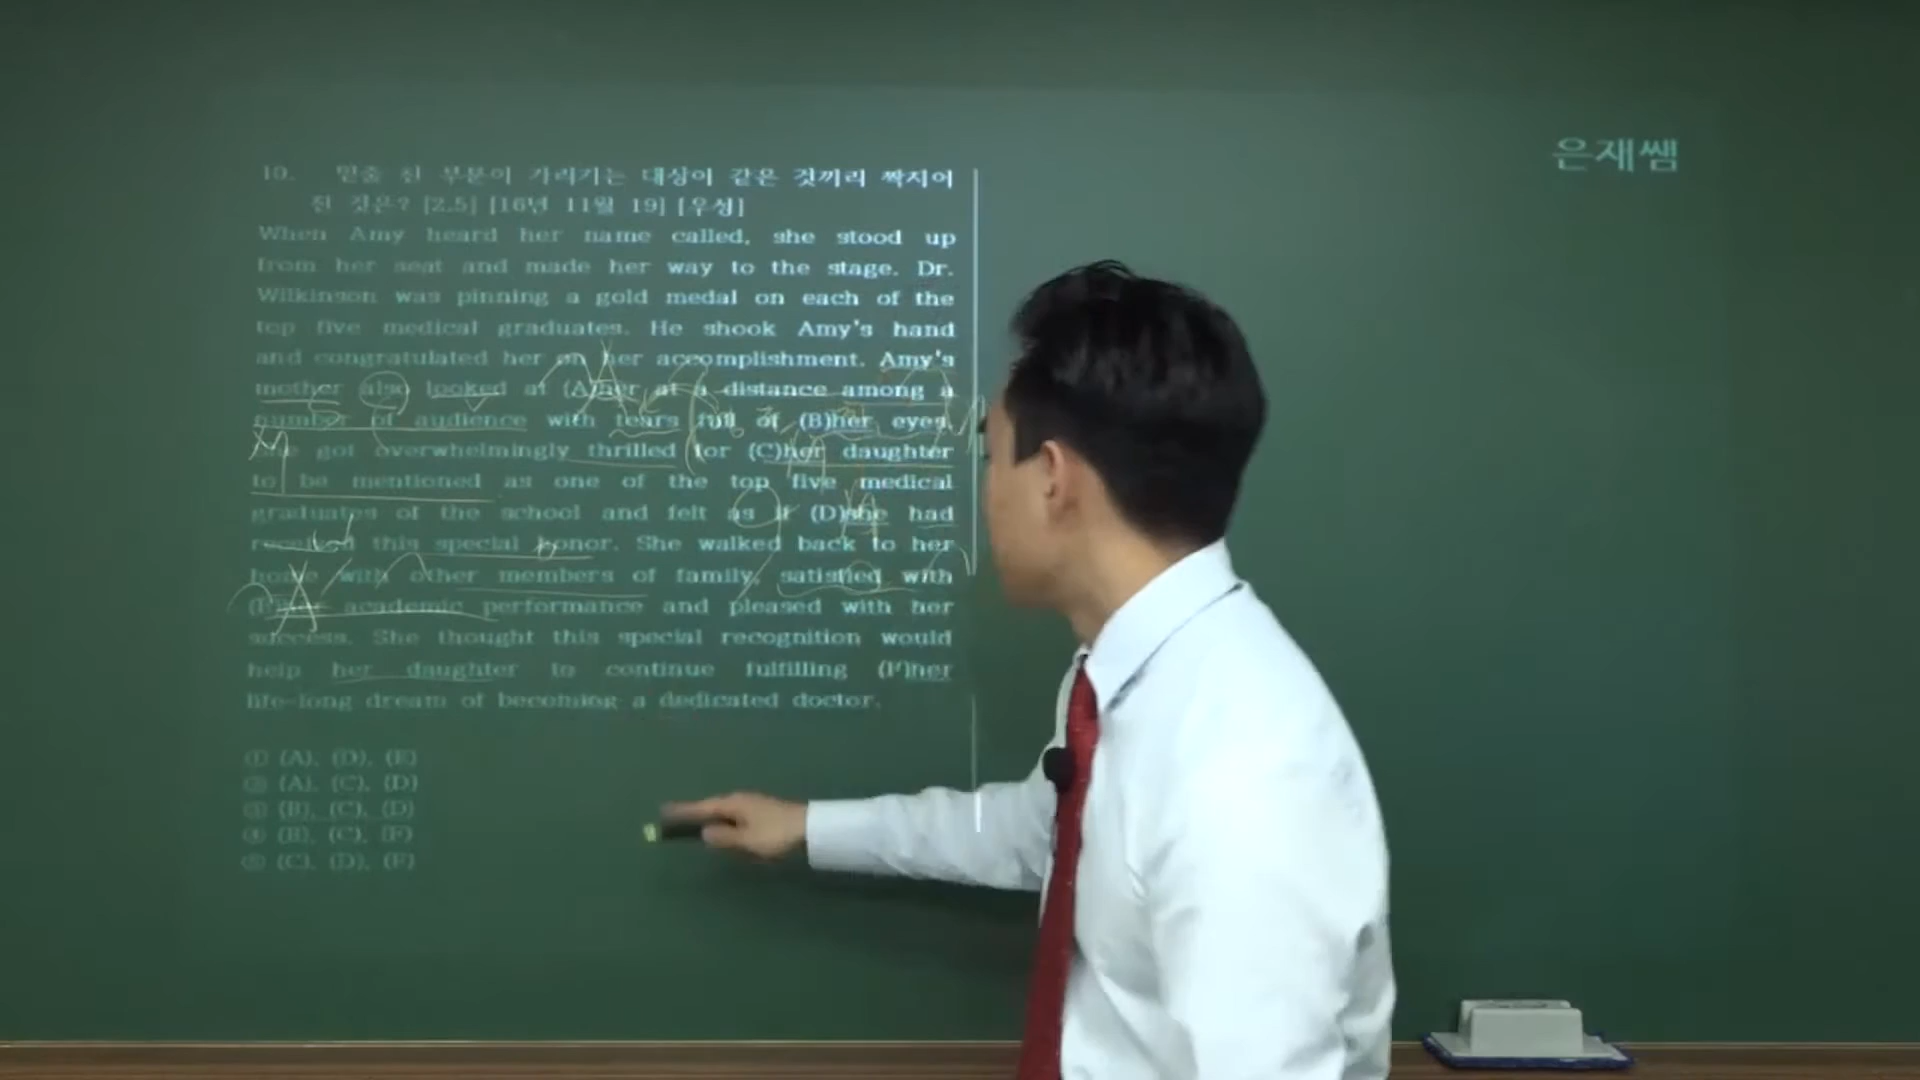 은재쌤
10. 밑줄 친 부분이 가리기는 대상이 같은 것끼리 짝지어
진 것은? [2.5] [16년 11월 19] [우성]
When Amy heard her name called, she stood up
from her seat and made her way to the stage. Dr.
Wilkinson was pinning a gold medal on each of the
top five medical graduates. He shook Amy's hand
and congratulated her on her accomplishment. Amy's
mother also looked at (A)her at a distance among a
number of audience with tears full of (B)her eyes.
She got overwhelmingly thrilled for (C)her daughter
to be mentioned as one of the top five medical
graduates of the school and felt as if (D)she had
received this special honor. She walked back to her
home with other members of family, satisfied with
(E)her academic performance and pleased with her
success. She thought this special recognition would
help her daughter to continue fulfilling (F)her
life-long dream of becoming a dedicated doctor.
① (A), (D), (E)
② (A), (C), (D)
③ (B), (C), (D)
④ (B), (C), (F)
⑤ (C), (D), (F)